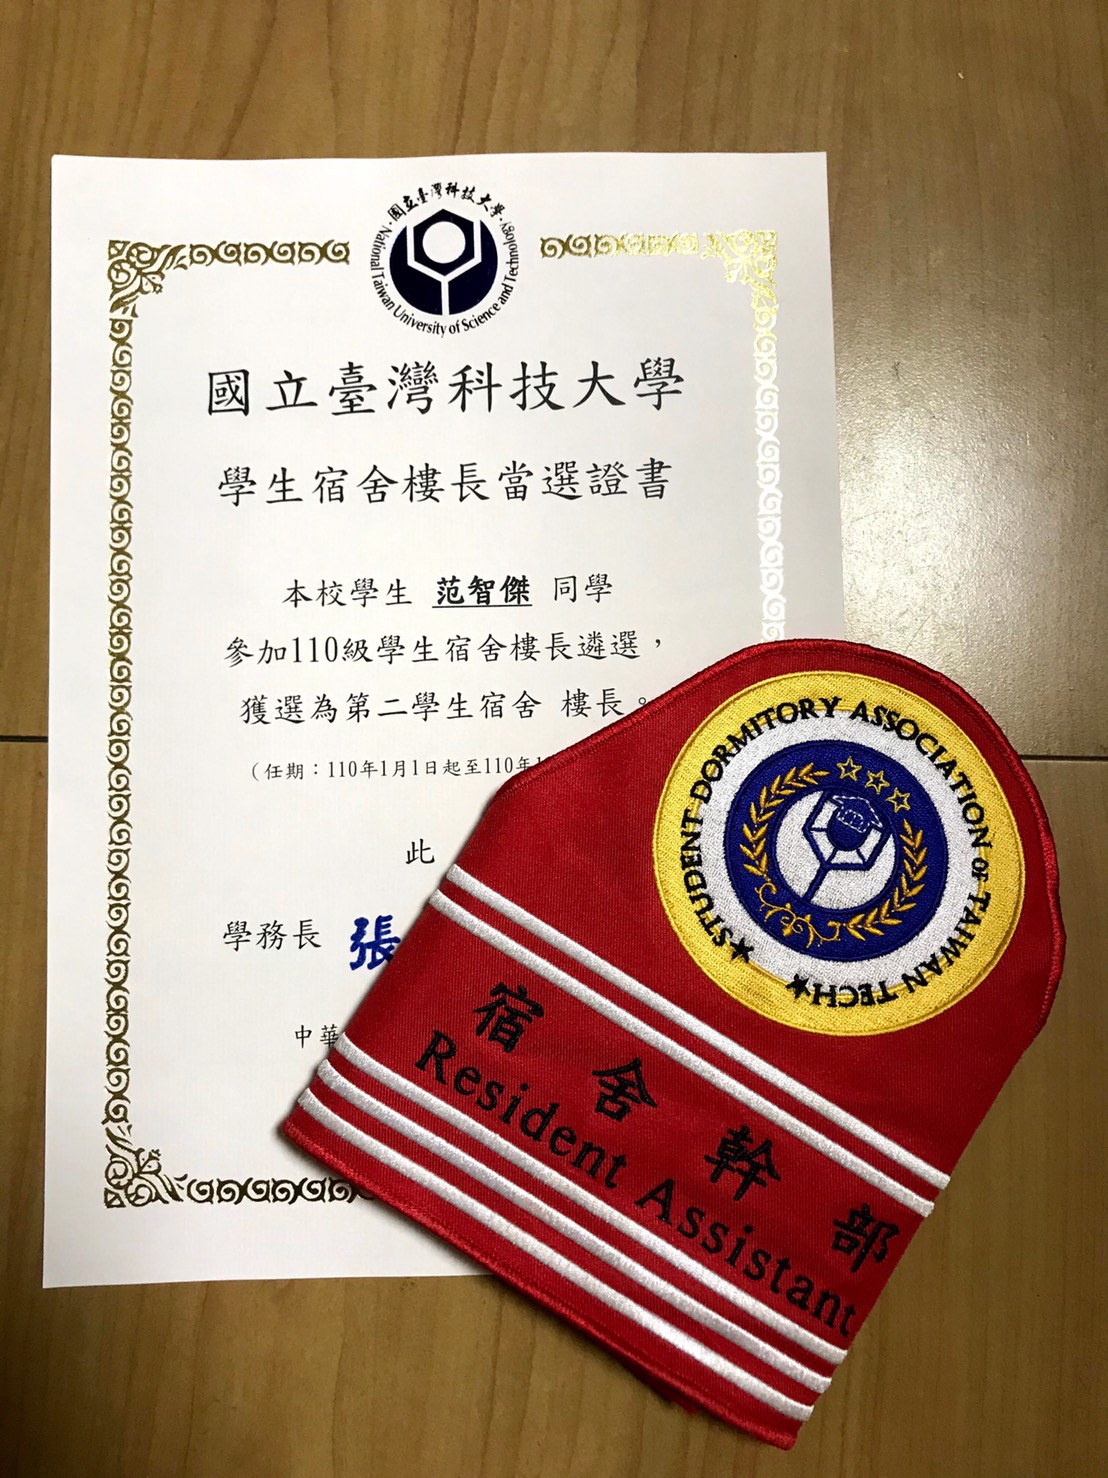 國立臺灣科技大學
National Taiwan University of Science and Technology
國立臺灣科技大學
學生宿舍樓長當選證書
本校學生 范智傑 同學
參加110級學生宿舍樓長遴選，
獲選為第二學生宿舍 樓長。
（任期：110年1月1日起至110年1
此
學務長 張
中華
STUDENT DORMITORY ASSOCIATION OF TAIWAN TECH
宿舍幹部
Resident Assistant